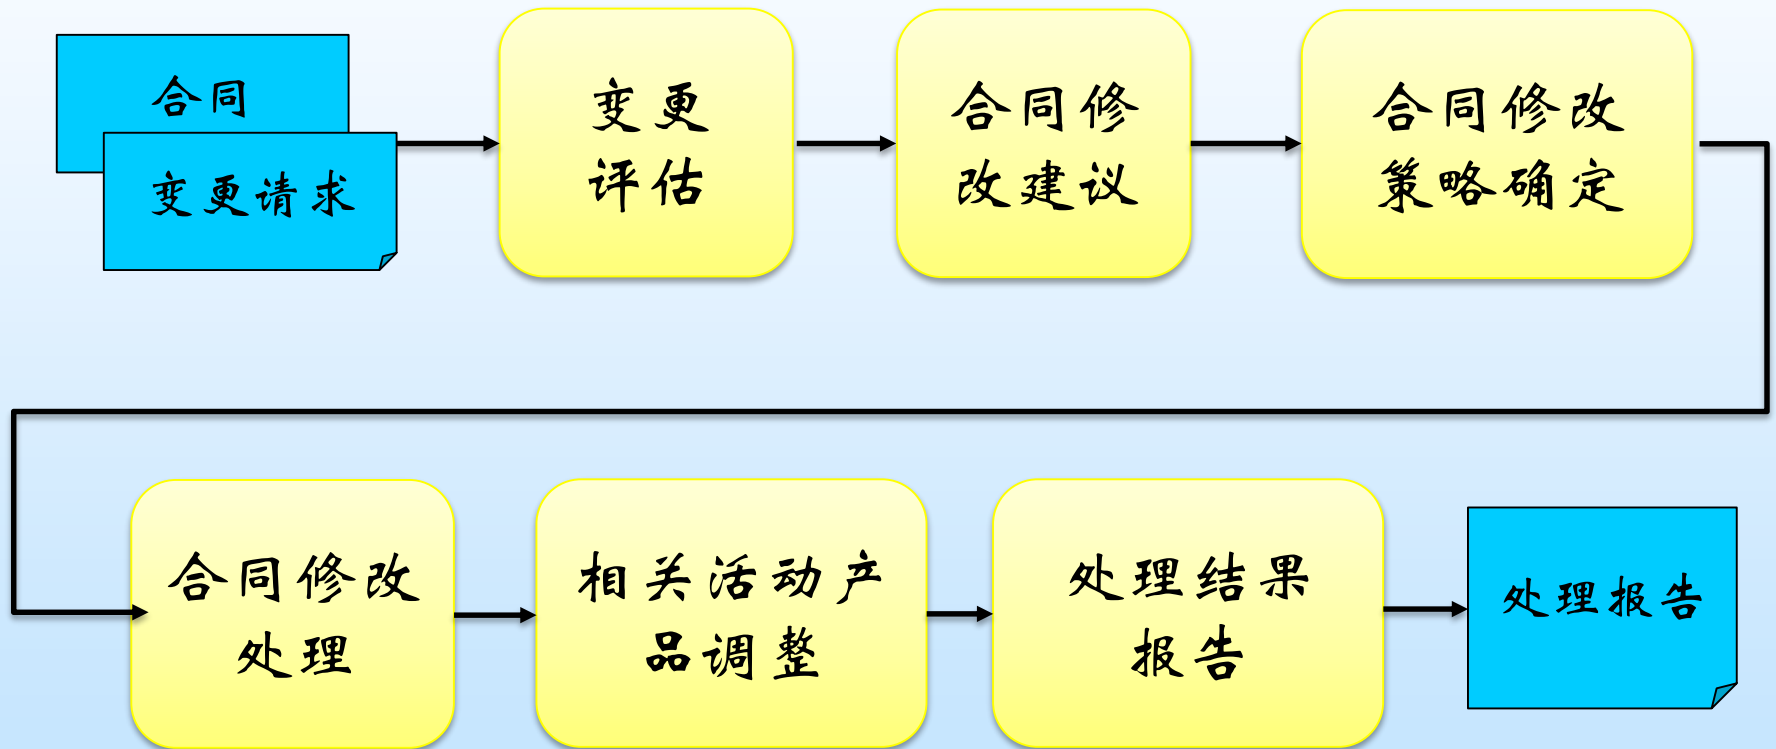 合同
变更请求
变更
评估
合同修
改建议
合同修改
策略确定
合同修改
处理
相关活动产
品调整
处理结果
报告
处理报告